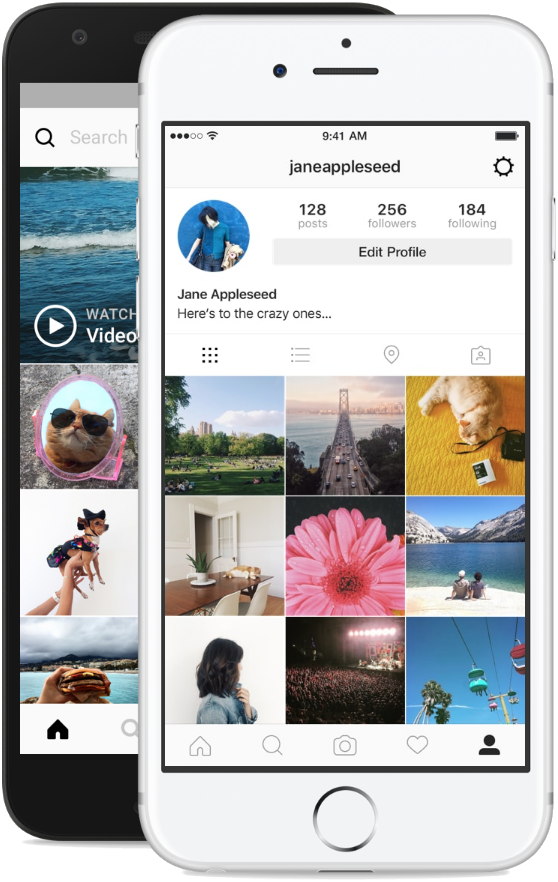 Search
WATCH
Video
9:41 AM
janeappleseed
128 256 184
posts followers following
Edit Profile
Jane Appleseed
Here's to the crazy ones...